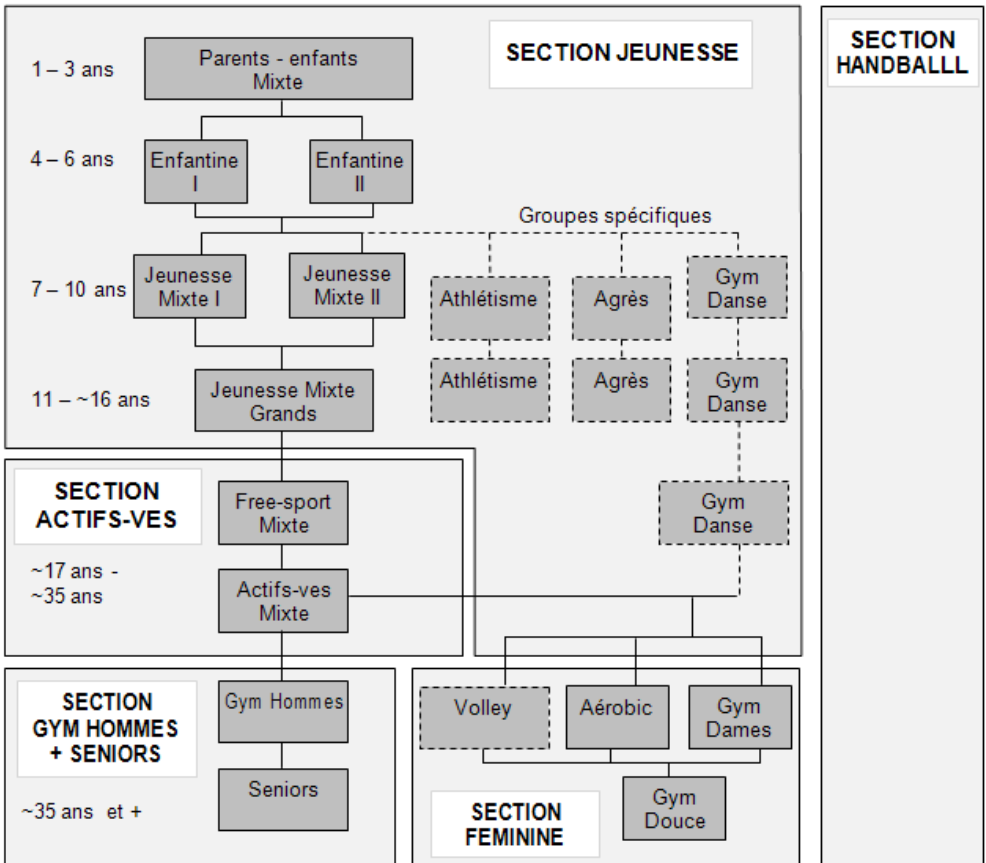 SECTION JEUNESSE
SECTION
HANDBALLL
1 – 3 ans
Parents - enfants
Mixte
4 – 6 ans
Enfantine
I
Enfantine
II
Groupes spécifiques
7 – 10 ans
Jeunesse
Mixte I
Jeunesse
Mixte II
Athlétisme
Agrès
Gym
Danse
11 – ~16 ans
Jeunesse Mixte
Grands
Athlétisme
Agrès
Gym
Danse
SECTION
ACTIFS-VES
Free-sport
Mixte
Gym
Danse
~17 ans -
~35 ans
Actifs-ves
Mixte
SECTION
GYM HOMMES
+ SENIORS
Gym Hommes
Volley
Aérobic
Gym
Dames
~35 ans et +
Seniors
SECTION
FEMININE
Gym
Douce